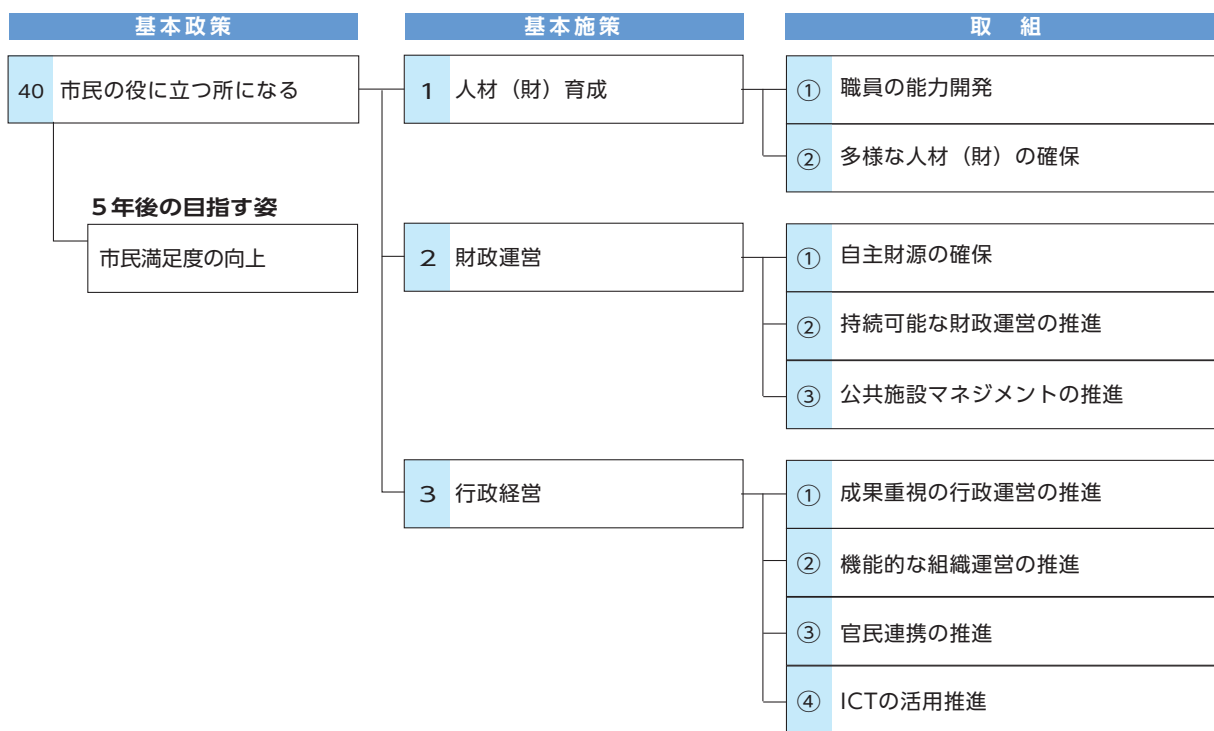 基本政策
基本施策
取　組
40 市民の役に立つ所になる
5年後の目指す姿
市民満足度の向上
1 人材（財）育成
① 職員の能力開発
② 多様な人材（財）の確保
2 財政運営
① 自主財源の確保
② 持続可能な財政運営の推進
③ 公共施設マネジメントの推進
3 行政経営
① 成果重視の行政運営の推進
② 機能的な組織運営の推進
③ 官民連携の推進
④ ICTの活用推進